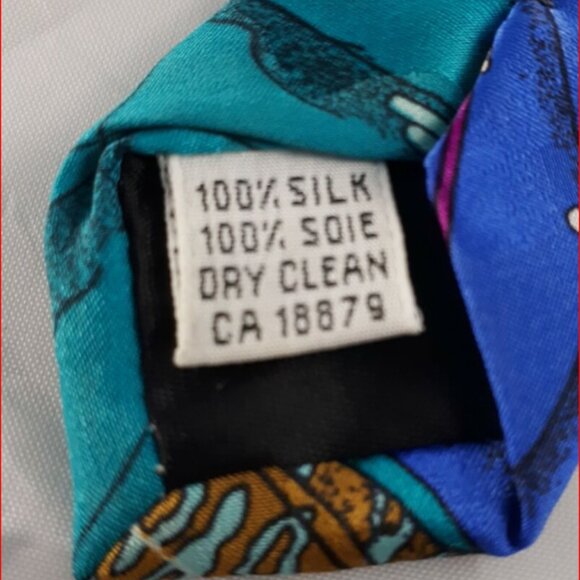 100% SILK
100% SOIE
DRY CLEAN
CA 18879